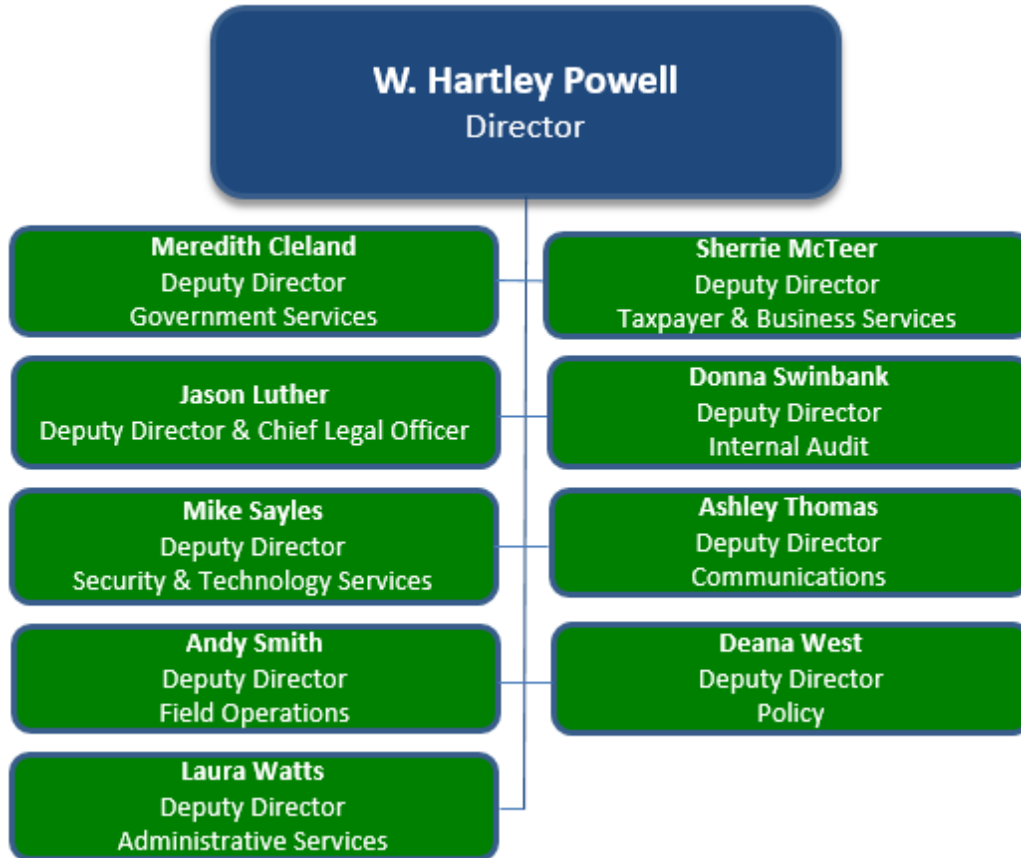 W. Hartley Powell
Director
Meredith Cleland
Deputy Director
Government Services
Sherrie McTeer
Deputy Director
Taxpayer & Business Services
Jason Luther
Deputy Director & Chief Legal Officer
Donna Swinbank
Deputy Director
Internal Audit
Mike Sayles
Deputy Director
Security & Technology Services
Ashley Thomas
Deputy Director
Communications
Andy Smith
Deputy Director
Field Operations
Deana West
Deputy Director
Policy
Laura Watts
Deputy Director
Administrative Services